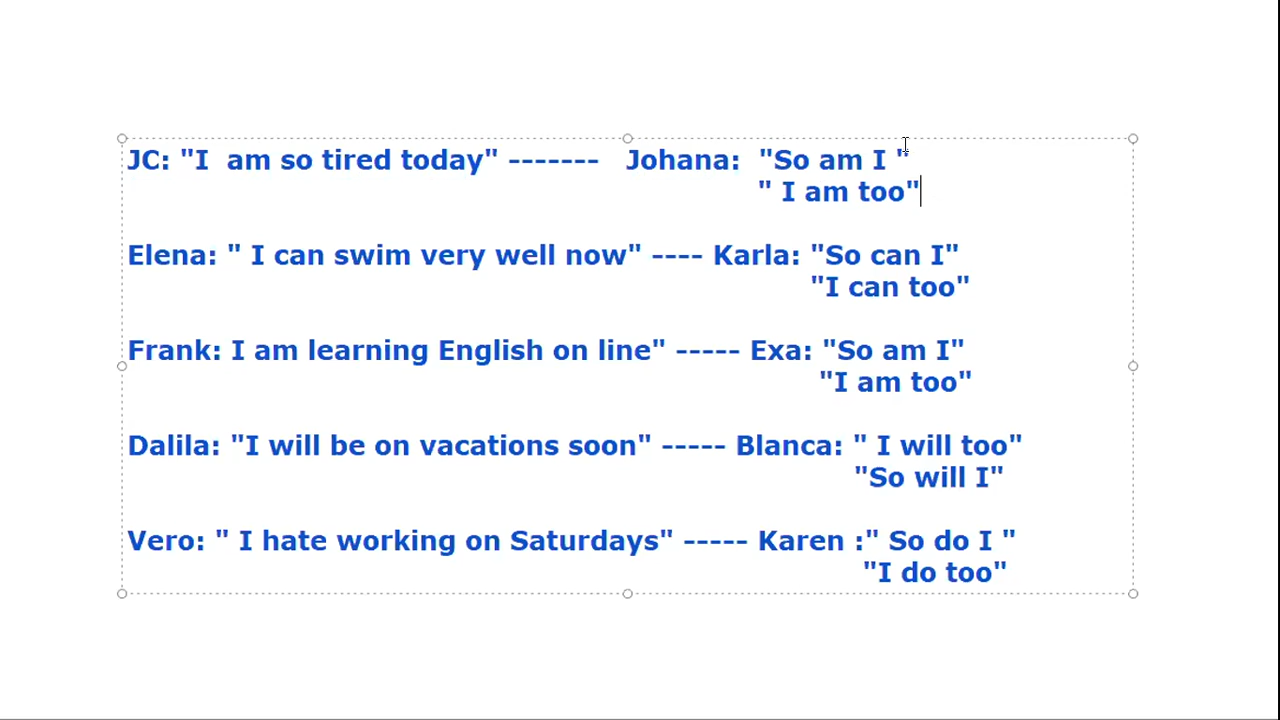 JC: "I  am so tired today" -------   Johana:  "So am I "
" I am too"
Elena: " I can swim very well now" ---- Karla: "So can I"
"I can too"
Frank: I am learning English on line" ----- Exa: "So am I"
"I am too"
Dalila: "I will be on vacations soon" ----- Blanca: " I will too"
"So will I"
Vero: " I hate working on Saturdays" ----- Karen :" So do I "
"I do too"